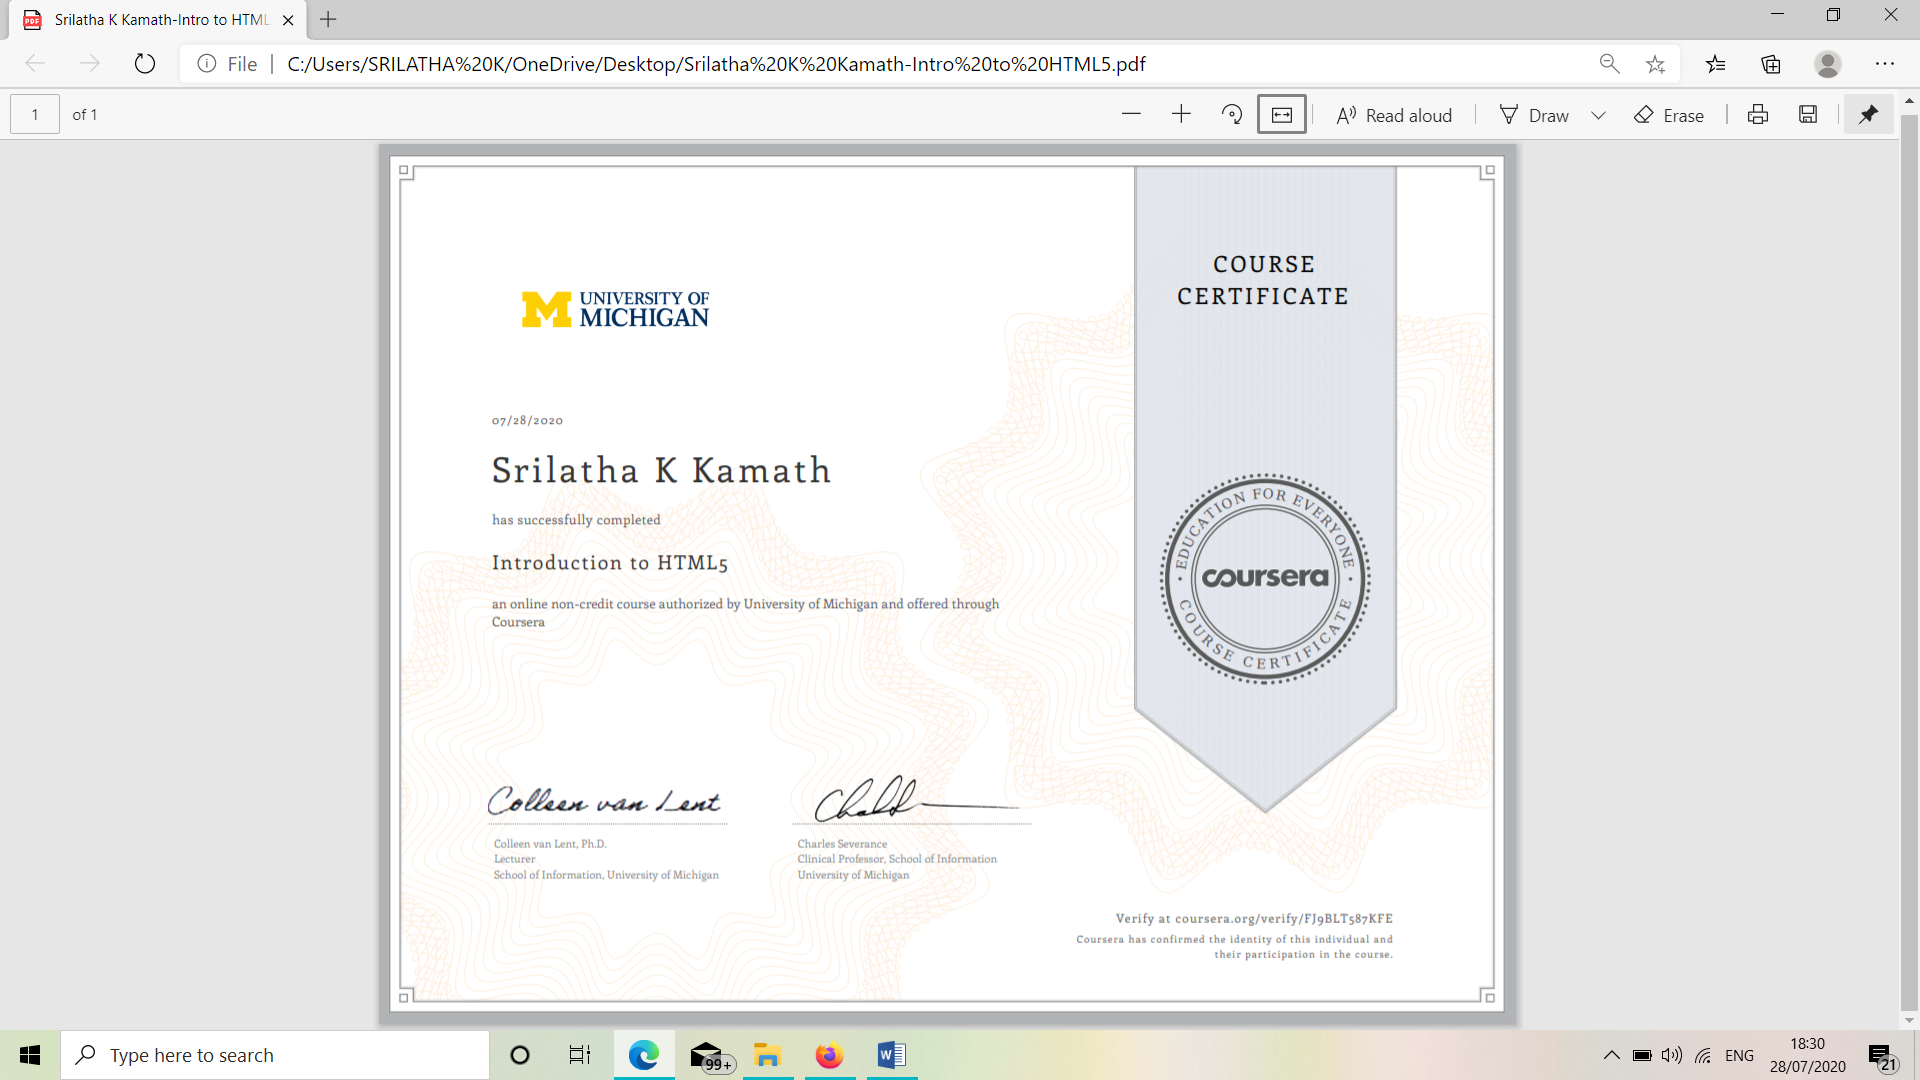 Srilatha K Kamath-Intro to HTML
File
C:/Users/SRILATHA%20K/OneDrive/Desktop/Srilatha%20K%20Kamath-Intro%20to%20HTML5.pdf
1 of 1
Read aloud
Draw
Erase
COURSE
CERTIFICATE
UNIVERSITY OF
MICHIGAN
07/28/2020
Srilatha K Kamath
has successfully completed
Introduction to HTML5
an online non-credit course authorized by University of Michigan and offered through
Coursera
EDUCATION FOR EVERYONE
coursera
COURSE CERTIFICATE
Colleen van Lent
Colleen van Lent, Ph.D.
Lecturer
School of Information, University of Michigan
Charles Severance
Clinical Professor, School of Information
University of Michigan
Verify at coursera.org/verify/FJ9BLT587KFE
Coursera has confirmed the identity of this individual and
their participation in the course.
Type here to search
99+
ENG
18:30
28/07/2020
21